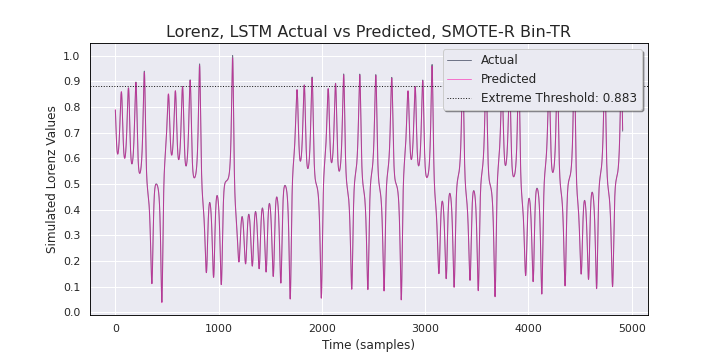 Lorenz, LSTM Actual vs Predicted, SMOTE-R Bin-TR
Actual
Predicted
Extreme Threshold: 0.883
Simulated Lorenz Values
1.0
0.9
0.8
0.7
0.6
0.5
0.4
0.3
0.2
0.1
0.0
0 1000 2000 3000 4000 5000
Time (samples)